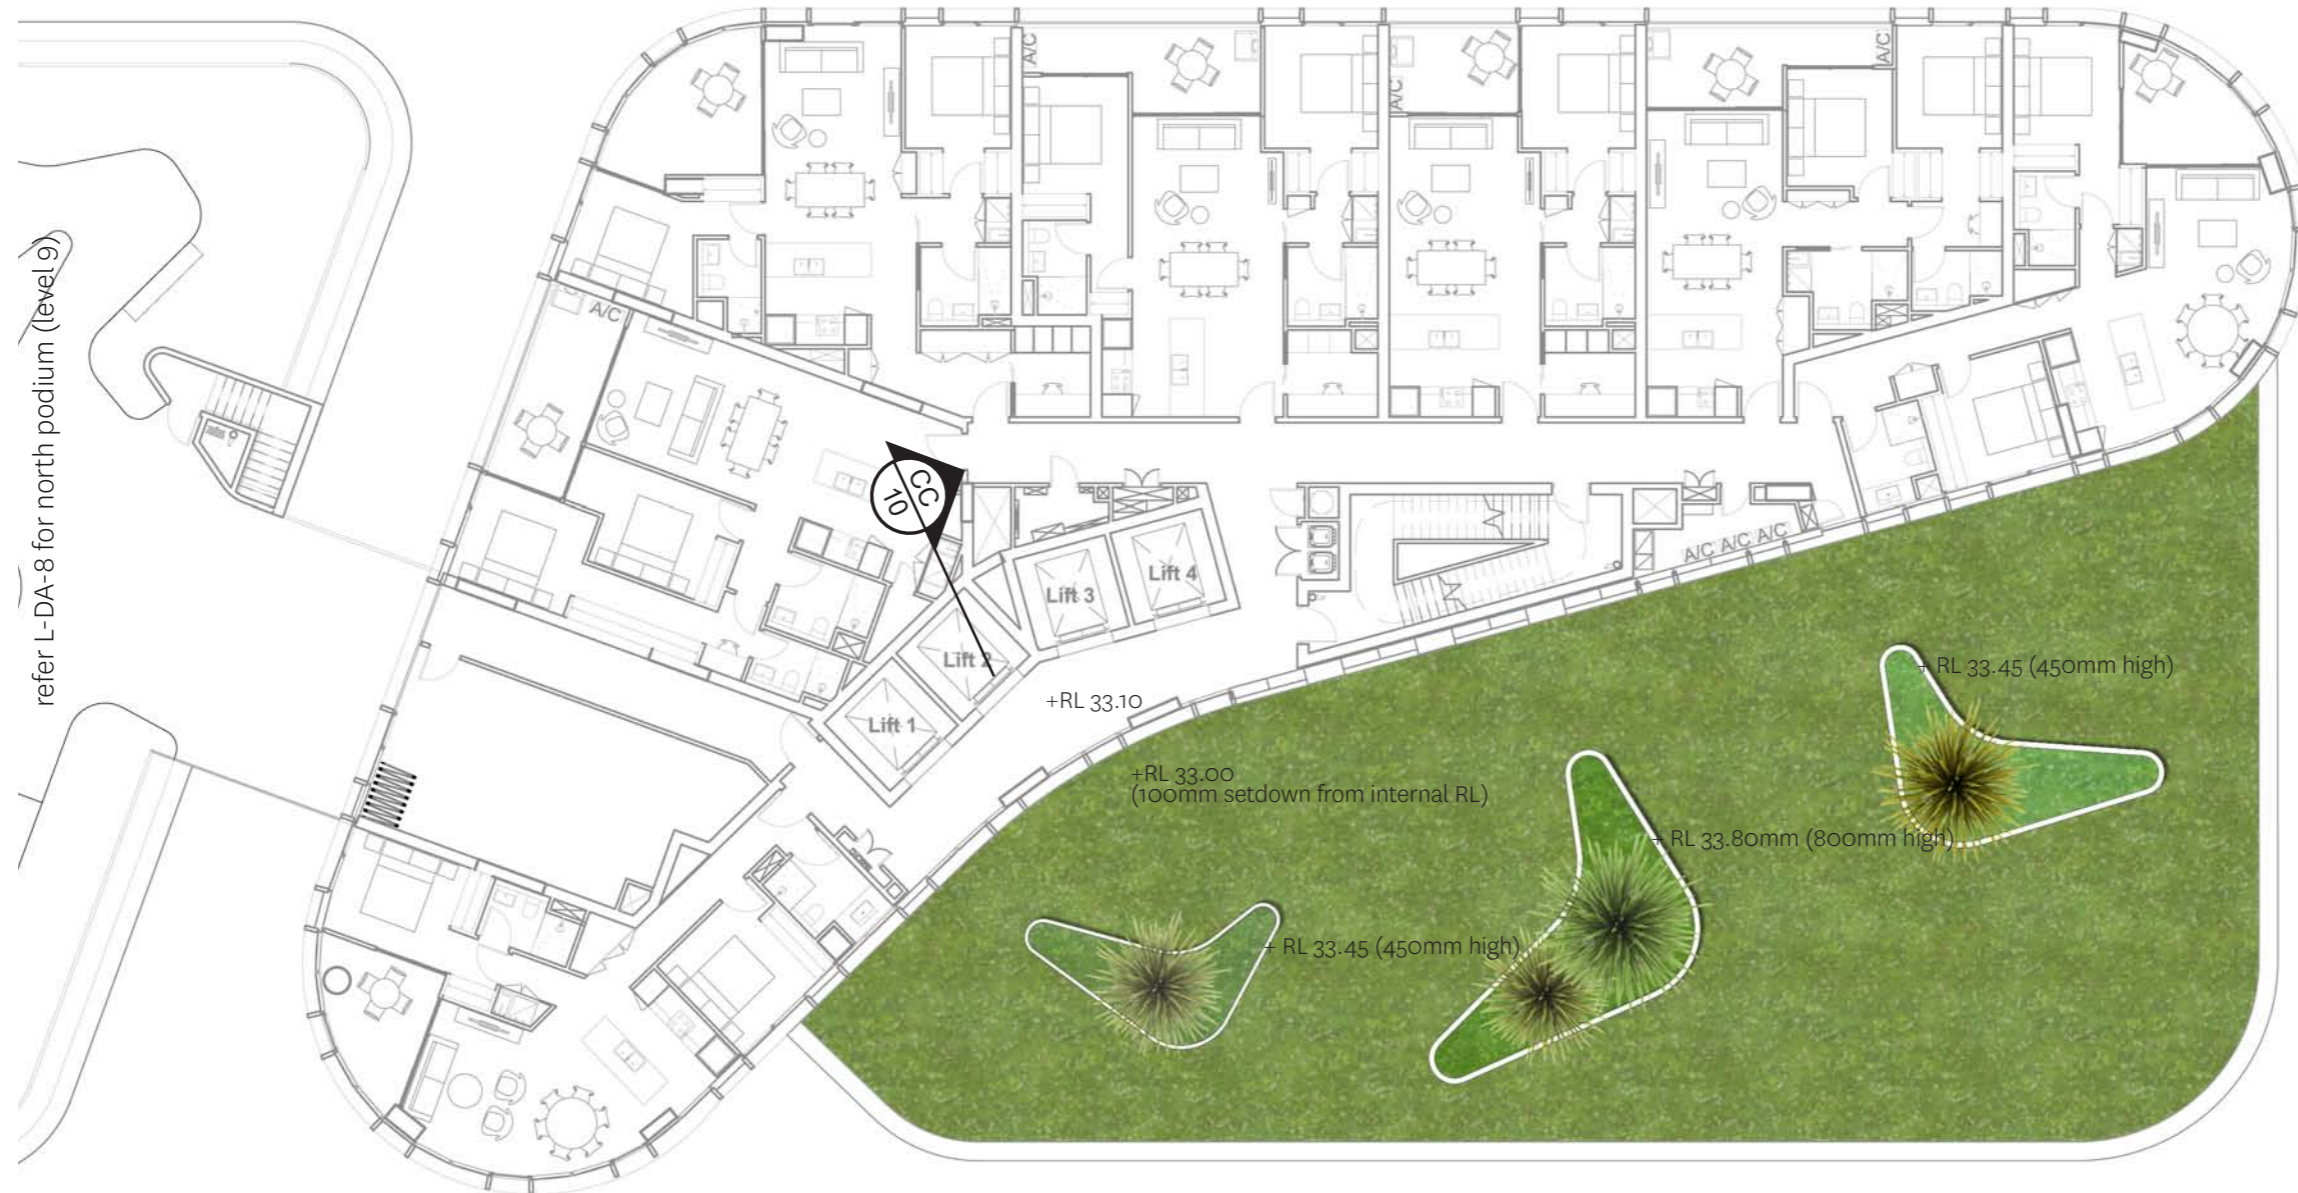 A/C
A/C
A/C
A/C
refer L-DA-8 for north podium (level 9)
CC
10
A/C A/C A/C
Lift 4
Lift 3
Lift 2
Lift 1
+RL 33.10
+ RL 33.45 (450mm high)
+RL 33.00
(100mm setdown from internal RL)
+ RL 33.80mm (800mm high)
+ RL 33.45 (450mm high)